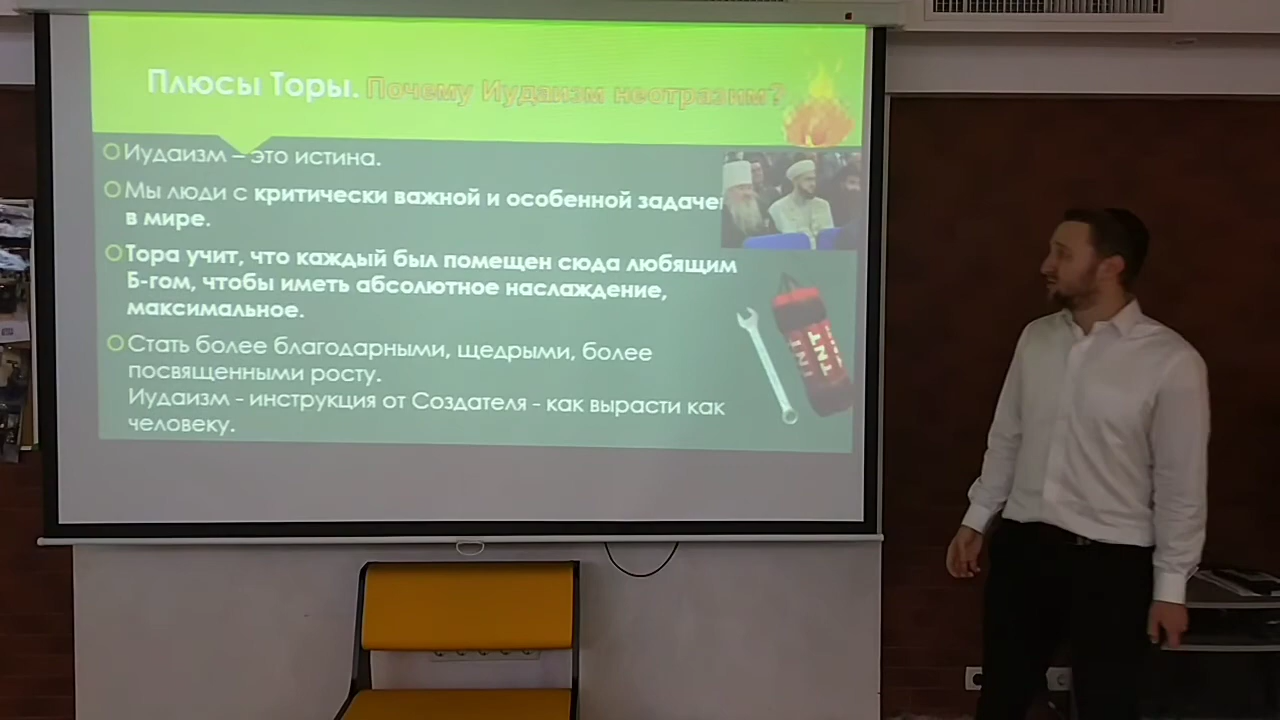 Плюсы Торы. Почему Иудаизм неотразим?
Иудаизм – это истина.
Мы люди с критически важной и особенной задачей
в мире.
Тора учит, что каждый был помещен сюда любящим
Б-гом, чтобы иметь абсолютное наслаждение,
максимальное.
Стать более благодарными, щедрыми, более
посвященными росту.
Иудаизм - инструкция от Создателя - как вырасти как
человеку.
TNT
TNT